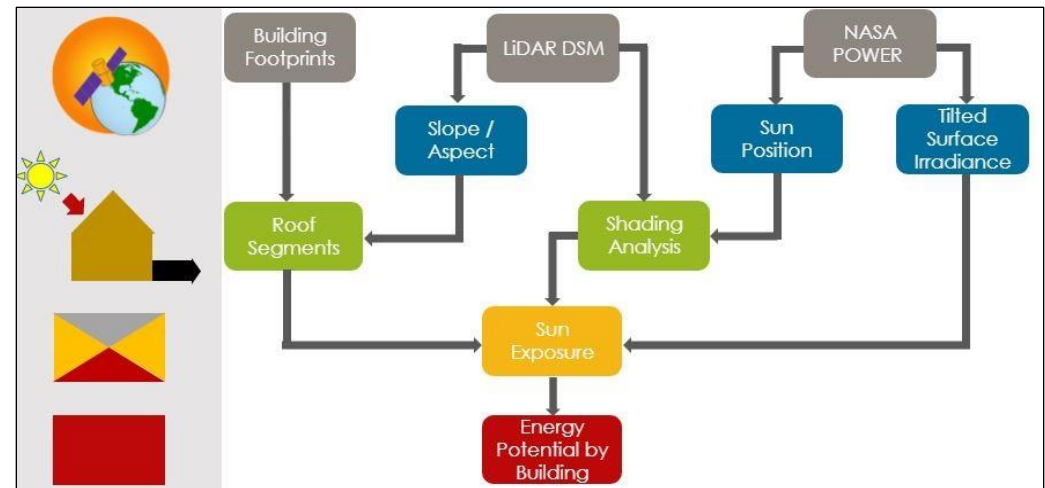 Building
Footprints
LiDAR DSM
NASA
POWER
Slope /
Aspect
Sun
Position
Tilted
Surface
Irradiance
Roof
Segments
Shading
Analysis
Sun
Exposure
Energy
Potential by
Building